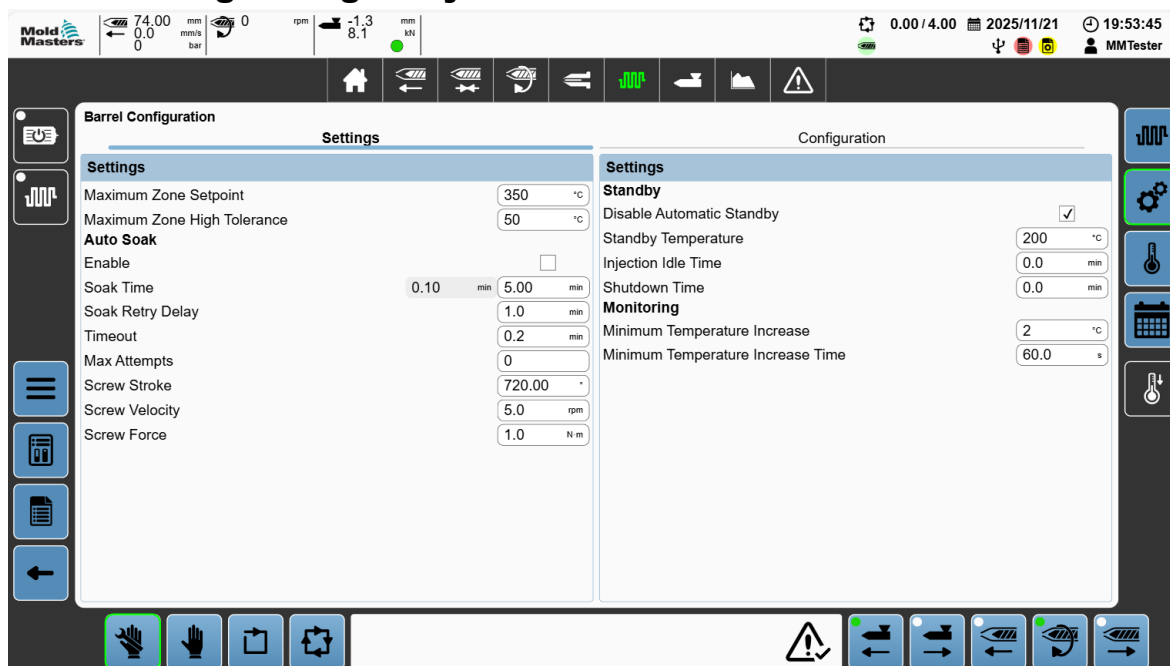 Mold
Masters
74.00 mm
0.0 mm/s
0 bar
0 rpm
-1.3 mm
8.1 kN
0.00 / 4.00
2025/11/21
19:53:45
MMTester
Barrel Configuration
Settings
Configuration
Settings
Maximum Zone Setpoint 350 °C
Maximum Zone High Tolerance 50 °C
Auto Soak
Enable
Soak Time 0.10 min 5.00 min
Soak Retry Delay 1.0 min
Timeout 0.2 min
Max Attempts 0
Screw Stroke 720.00 °
Screw Velocity 5.0 rpm
Screw Force 1.0 N·m
Settings
Standby
Disable Automatic Standby
Standby Temperature 200 °C
Injection Idle Time 0.0 min
Shutdown Time 0.0 min
Monitoring
Minimum Temperature Increase 2 °C
Minimum Temperature Increase Time 60.0 s